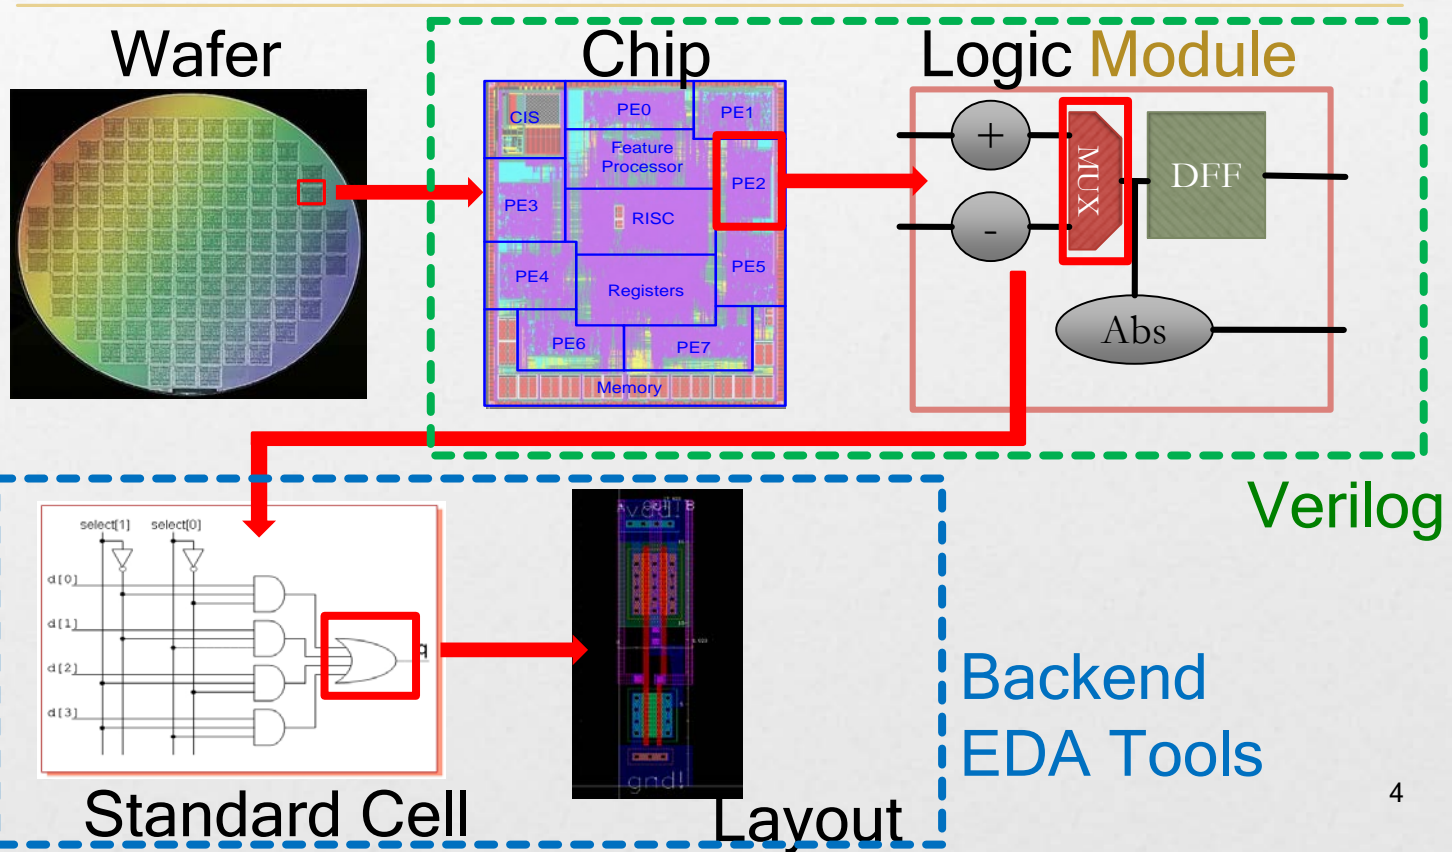 Wafer
Chip
Logic Module
CIS
PE0
PE1
Feature
Processor
PE2
PE3
RISC
PE4
PE5
Registers
PE6
PE7
Memory
+
-
MUX
DFF
Abs
Verilog
select[1] select[0]
d[0]
d[1]
d[2]
d[3]
q
A
B
vdd!
gnd!
Backend
EDA Tools
Standard Cell
Layout
4